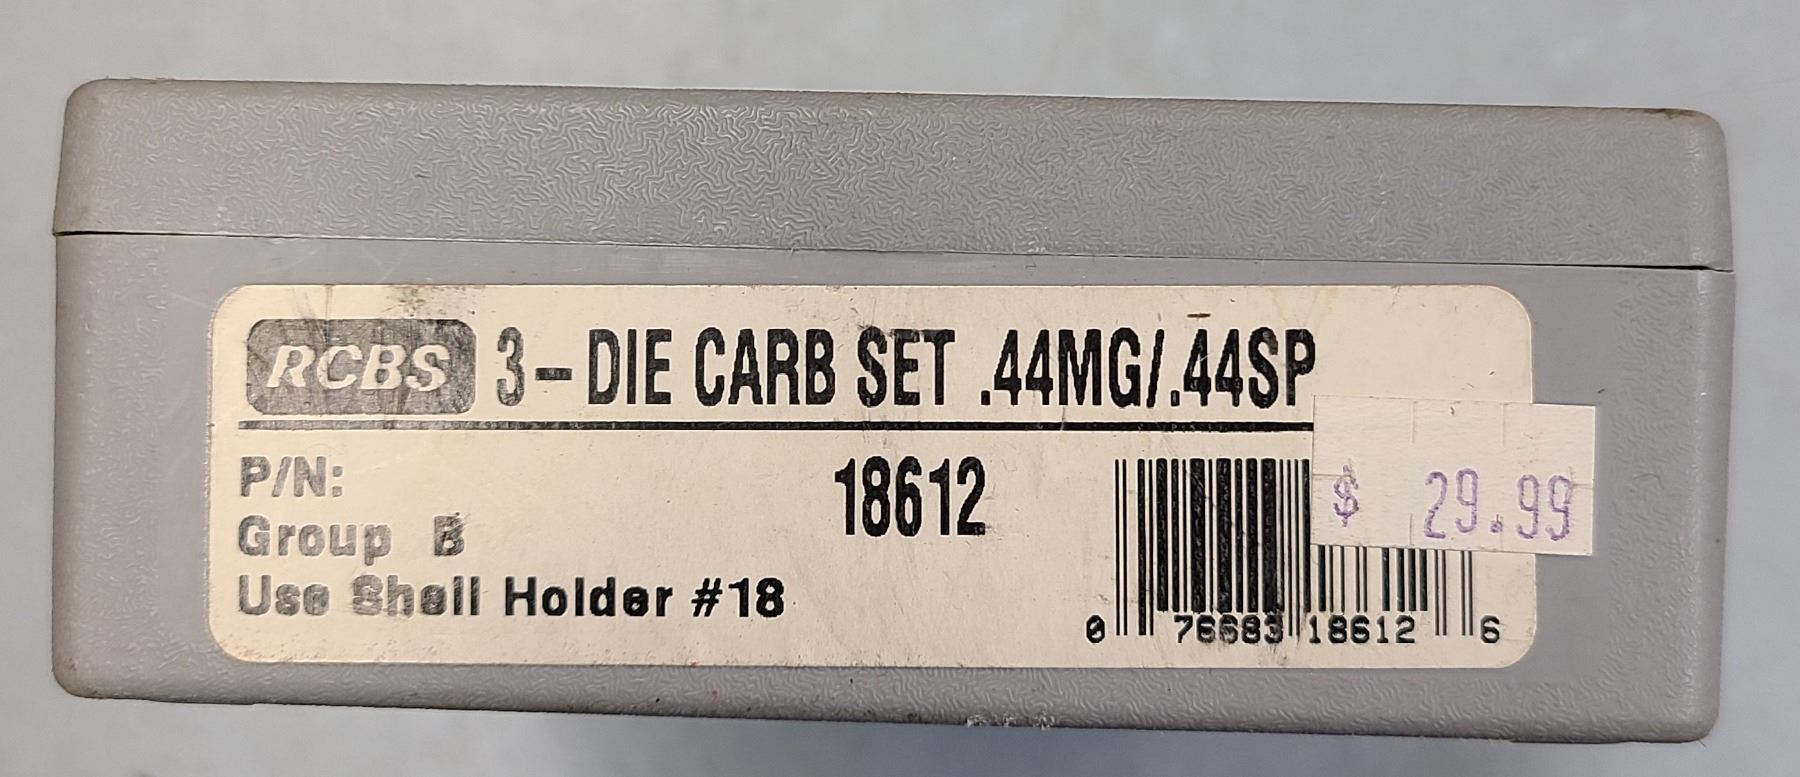 RCBS 3-DIE CARB SET .44MG/.44SP
P/N: 18612
Group B
Use Shell Holder #18
$ 29.99
0 76683 18612 6